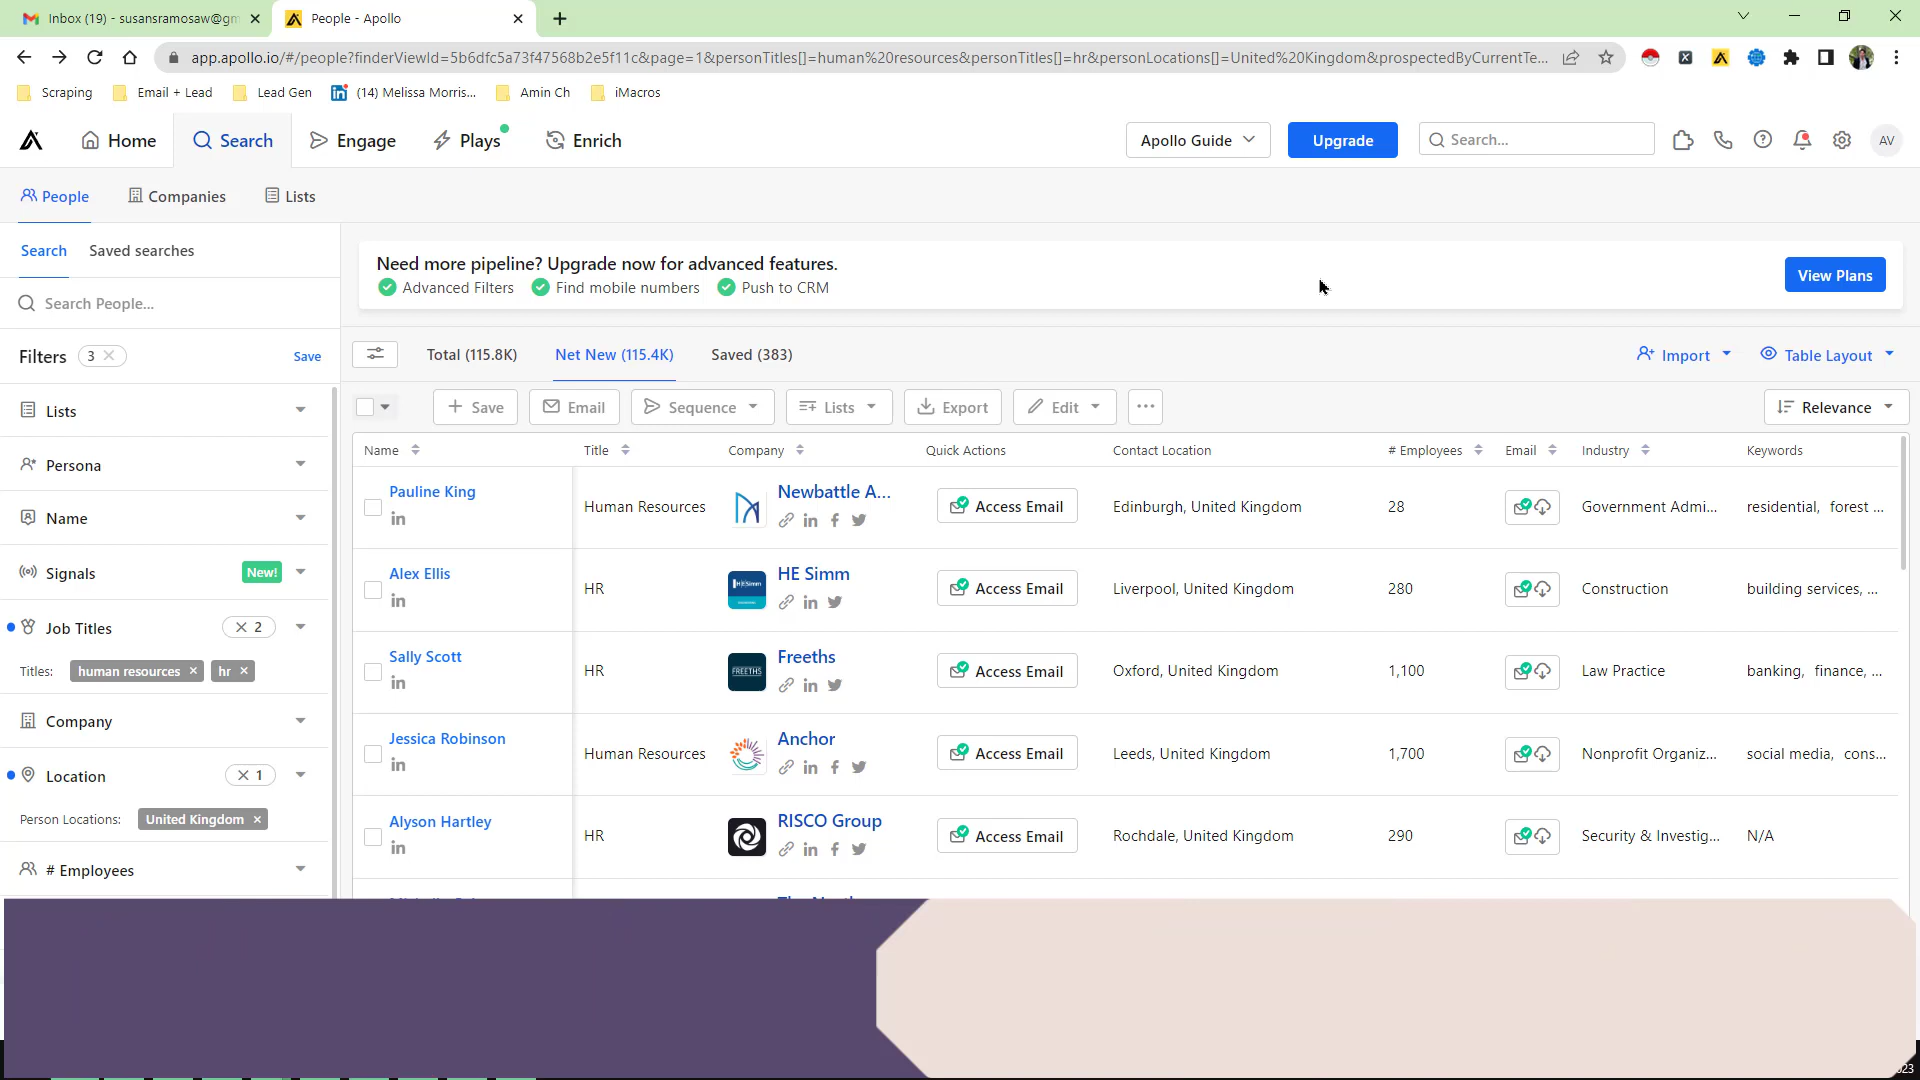 Inbox (19) - susansramosaw@gm
People - Apollo
app.apollo.io/#/people?finderViewId=5b6dfc5a73f47568b2e5f11c&page=1&personTitles[]=human%20resources&personTitles[]=hr&personLocations[]=United%20Kingdom&prospectedByCurrentTe...
Scraping
Email + Lead
Lead Gen
(14) Melissa Morris...
Amin Ch
iMacros
Home
Search
Engage
Plays
Enrich
Apollo Guide
Upgrade
Search...
AV
People
Companies
Lists
Search
Saved searches
Search People...
Filters 3
Save
Lists
Persona
Name
Signals
New!
Job Titles
2
Titles:
human resources
hr
Company
Location
1
Person Locations:
United Kingdom
# Employees
Need more pipeline? Upgrade now for advanced features.
Advanced Filters
Find mobile numbers
Push to CRM
View Plans
Total (115.8K)
Net New (115.4K)
Saved (383)
Import
Table Layout
Save
Email
Sequence
Lists
Export
Edit
Relevance
Name Title Company Quick Actions Contact Location # Employees Email Industry Keywords
Pauline King Human Resources Newbattle A... Access Email Edinburgh, United Kingdom 28 Government Admi... residential, forest ...
Alex Ellis HR HE Simm Access Email Liverpool, United Kingdom 280 Construction building services, ...
Sally Scott HR FREETHS Freeths Access Email Oxford, United Kingdom 1,100 Law Practice banking, finance, ...
Jessica Robinson Human Resources Anchor Access Email Leeds, United Kingdom 1,700 Nonprofit Organiz... social media, cons...
Alyson Hartley HR RISCO Group Access Email Rochdale, United Kingdom 290 Security & Investig... N/A